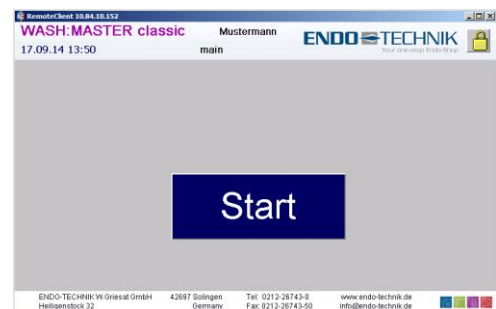 RemoteClient 10.84.10.152
WASH:MASTER classic Mustermann
ENDO TECHNIK
Your one-stop Endo-Shop
17.09.14 13:50 main
Start
ENDO-TECHNIK W.Griesat GmbH 42697 Solingen Tel: 0212-26743-0 www.endo-technik.de
Heiligenstock 32 Germany Fax: 0212-26743-50 info@endo-technik.de